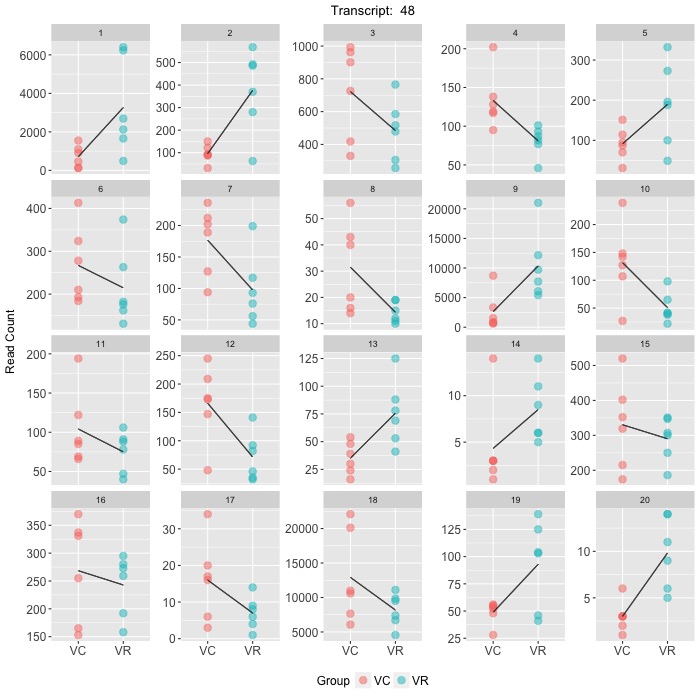 Transcript: 48
1 2 3 4 5
6000 4000 2000 0
500 400 300 200 100
1000 800 600 400
200 150 100 50
300 200 100
6 7 8 9 10
400 300 200
200 150 100 50
50 40 30 20 10
20000 15000 10000 5000 0
200 150 100 50
Read Count
11 12 13 14 15
200 150 100 50
250 200 150 100 50
125 100 75 50 25
10 5
500 400 300 200
16 17 18 19 20
350 300 250 200 150
30 20 10 0
20000 15000 10000 5000
125 100 75 50 25
10 5
VC VR VC VR VC VR VC VR VC VR
Group VC VR